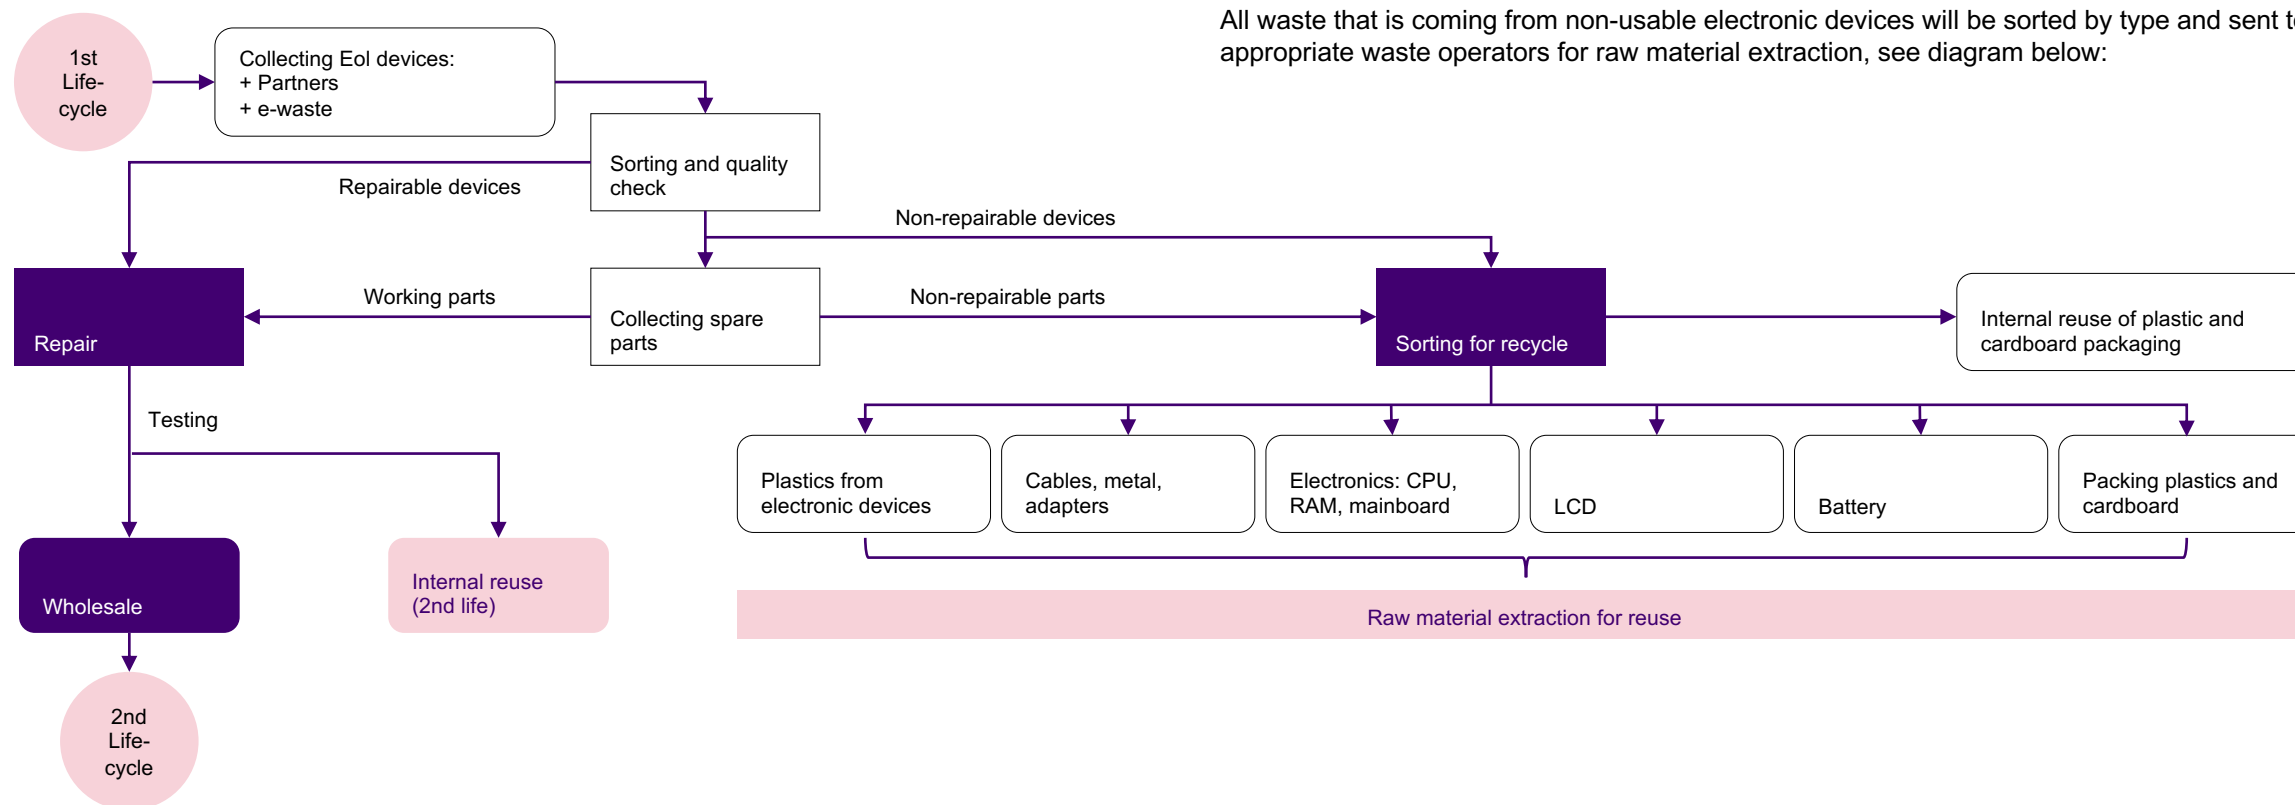 All waste that is coming from non-usable electronic devices will be sorted by type and sent
appropriate waste operators for raw material extraction, see diagram below:
1st
Life-
cycle
Collecting Eol devices:
+ Partners
+ e-waste
Sorting and quality
check
Repairable devices
Non-repairable devices
Repair
Working parts
Collecting spare
parts
Non-repairable parts
Sorting for recycle
Internal reuse of plastic and
cardboard packaging
Testing
Plastics from
electronic devices
Cables, metal,
adapters
Electronics: CPU,
RAM, mainboard
LCD
Battery
Packing plastics and
cardboard
Wholesale
Internal reuse
(2nd life)
Raw material extraction for reuse
2nd
Life-
cycle